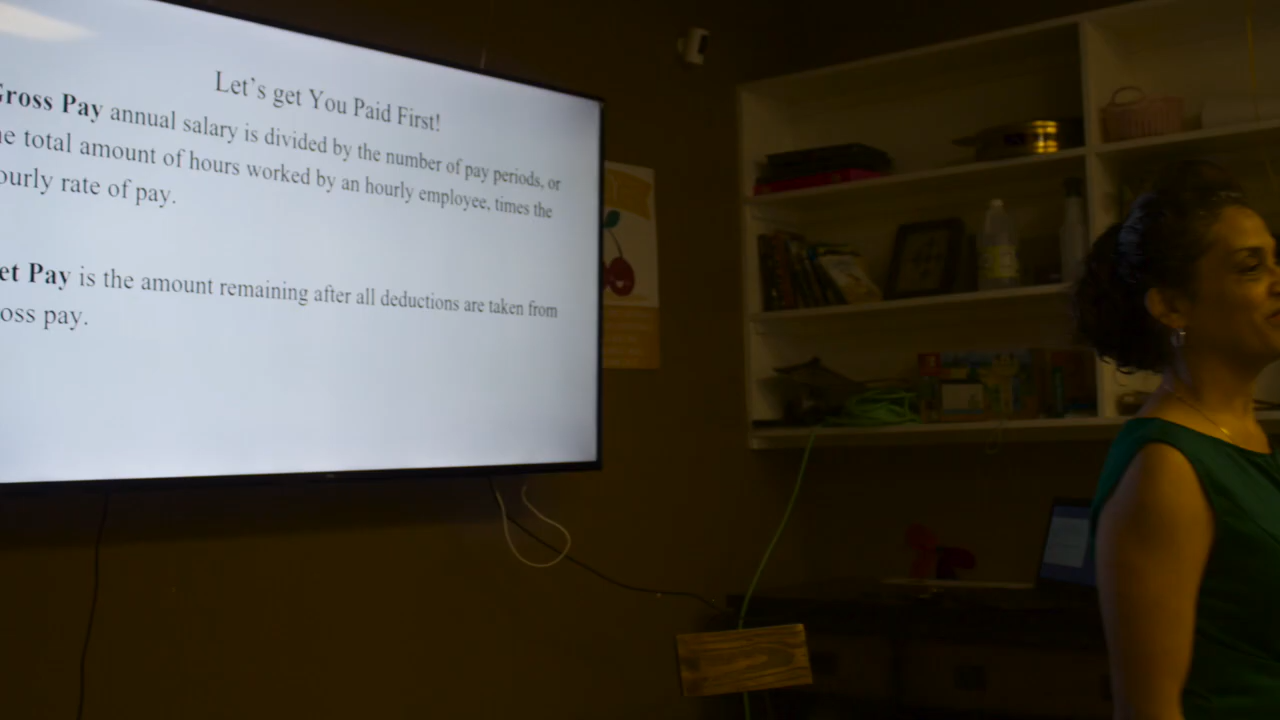 Let's get You Paid First!
Gross Pay annual salary is divided by the number of pay periods, or
he total amount of hours worked by an hourly employee, times the
ourly rate of pay.
et Pay is the amount remaining after all deductions are taken from
oss pay.